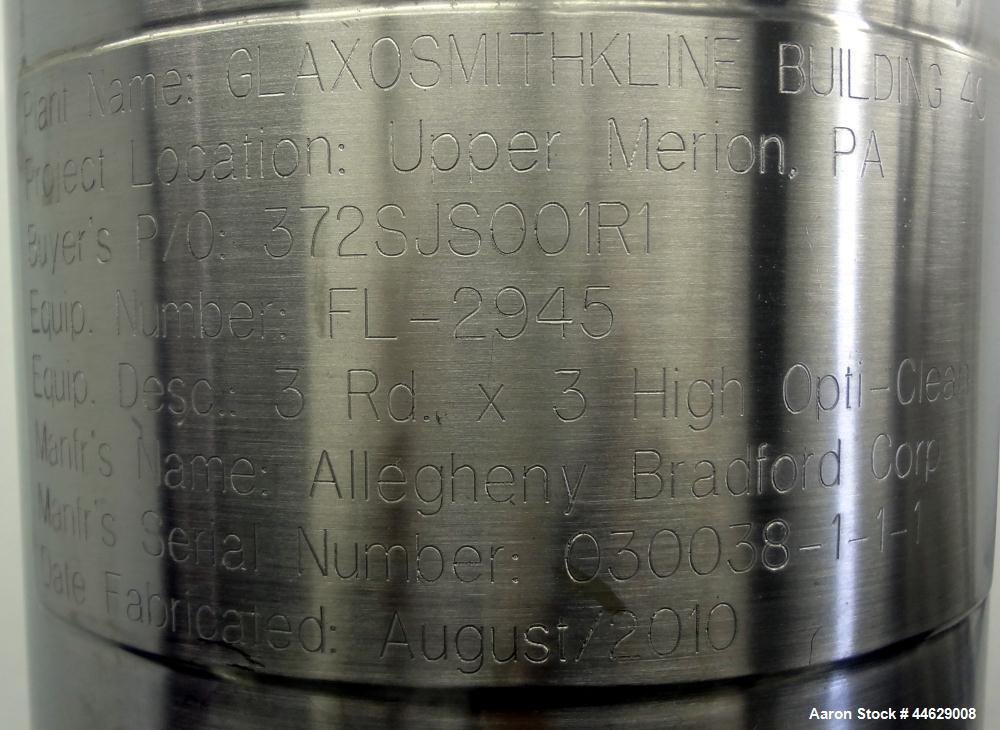 Plant Name: GLAXOSMITHKLINE BUILDING 40
Project Location: Upper Merion, PA
Buyer's P/O: 372SJS001R1
Equip. Number: FL-2945
Equip. Desc.: 3 Rd. x 3 High Opti-Clean
Manfr's Name: Allegheny Bradford Corp
Manfr's Serial Number: 030038-1-1-1
Date Fabricated: August/2010
Aaron Stock # 44629008